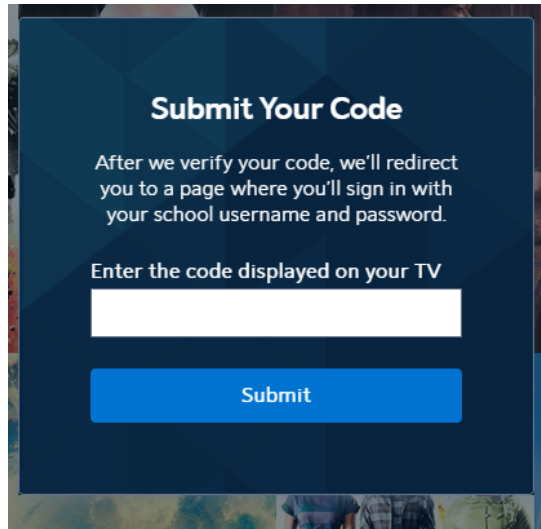 Submit Your Code
After we verify your code, we'll redirect
you to a page where you'll sign in with
your school username and password.
Enter the code displayed on your TV
Submit